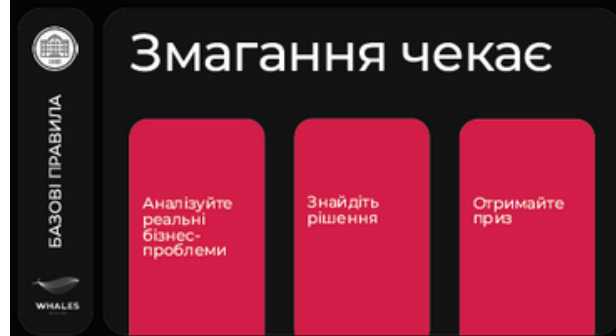 Змагання чекає
БАЗОВІ ПРАВИЛА
Аналізуйте
реальні
бізнес-
проблеми
Знайдіть
рішення
Отримайте
приз
WHALES